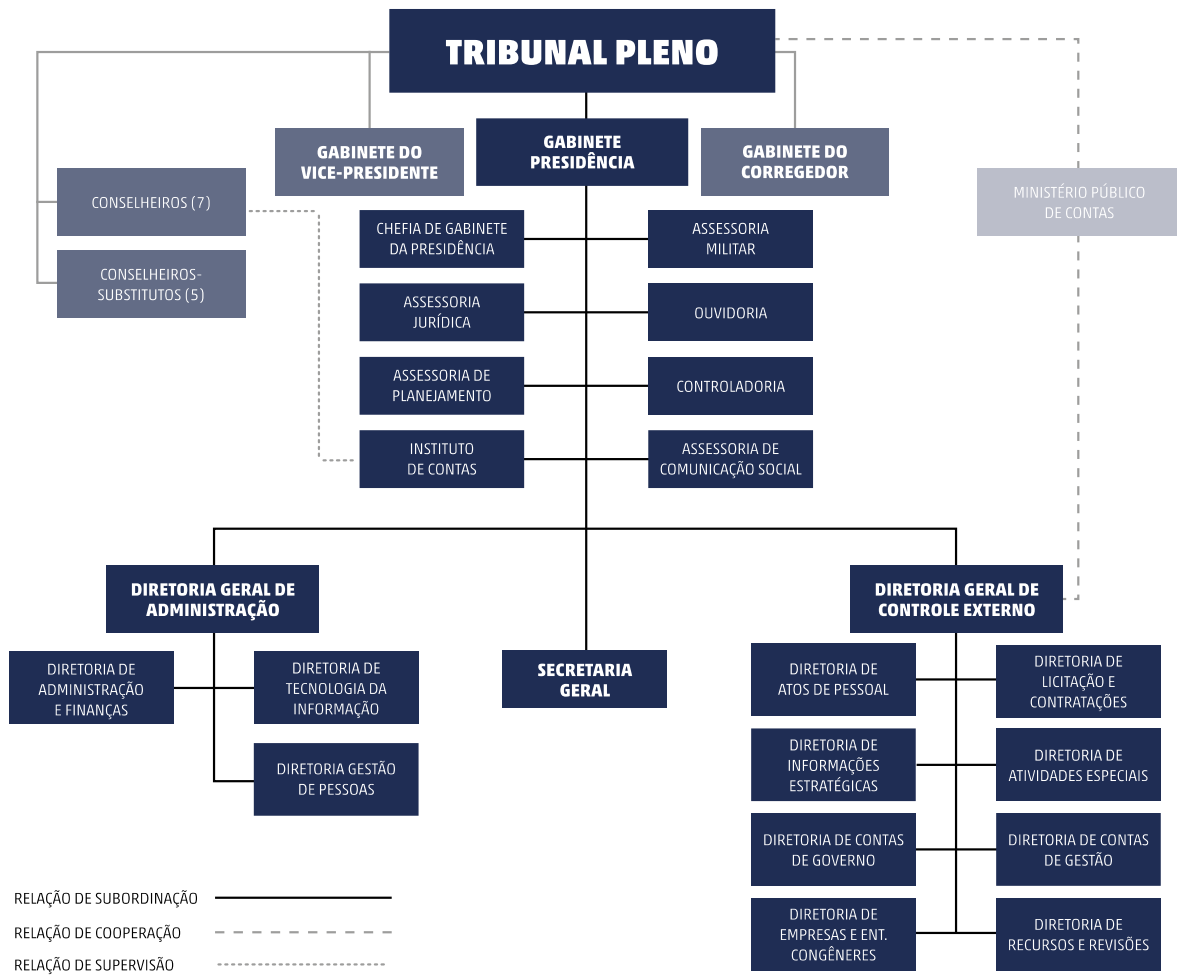 TRIBUNAL PLENO
GABINETE DO
VICE-PRESIDENTE
GABINETE
PRESIDÊNCIA
GABINETE DO
CORREGEDOR
CONSELHEIROS (7)
CONSELHEIROS-
SUBSTITUTOS (5)
MINISTÉRIO PÚBLICO
DE CONTAS
CHEFIA DE GABINETE
DA PRESIDÊNCIA
ASSESSORIA
MILITAR
ASSESSORIA
JURÍDICA
OUVIDORIA
ASSESSORIA DE
PLANEJAMENTO
CONTROLADORIA
INSTITUTO
DE CONTAS
ASSESSORIA DE
COMUNICAÇÃO SOCIAL
DIRETORIA GERAL DE
ADMINISTRAÇÃO
DIRETORIA DE
ADMINISTRAÇÃO
E FINANÇAS
DIRETORIA DE
TECNOLOGIA DA
INFORMAÇÃO
DIRETORIA GESTÃO
DE PESSOAS
SECRETARIA
GERAL
DIRETORIA GERAL DE
CONTROLE EXTERNO
DIRETORIA DE
ATOS DE PESSOAL
DIRETORIA DE
LICITAÇÃO E
CONTRATAÇÕES
DIRETORIA DE
INFORMAÇÕES
ESTRATÉGICAS
DIRETORIA DE
ATIVIDADES ESPECIAIS
DIRETORIA DE CONTAS
DE GOVERNO
DIRETORIA DE CONTAS
DE GESTÃO
DIRETORIA DE
EMPRESAS E ENT.
CONGÊNERES
DIRETORIA DE
RECURSOS E REVISÕES
RELAÇÃO DE SUBORDINAÇÃO
RELAÇÃO DE COOPERAÇÃO
RELAÇÃO DE SUPERVISÃO